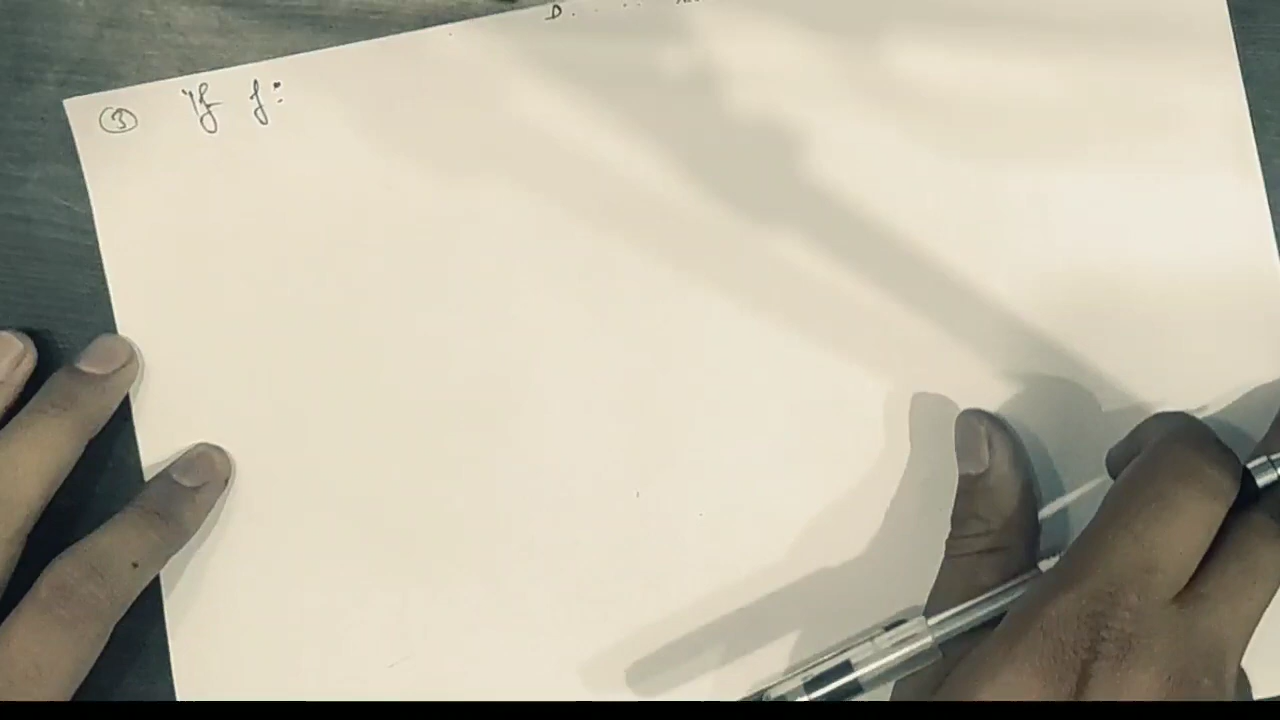 D.
③ If f: